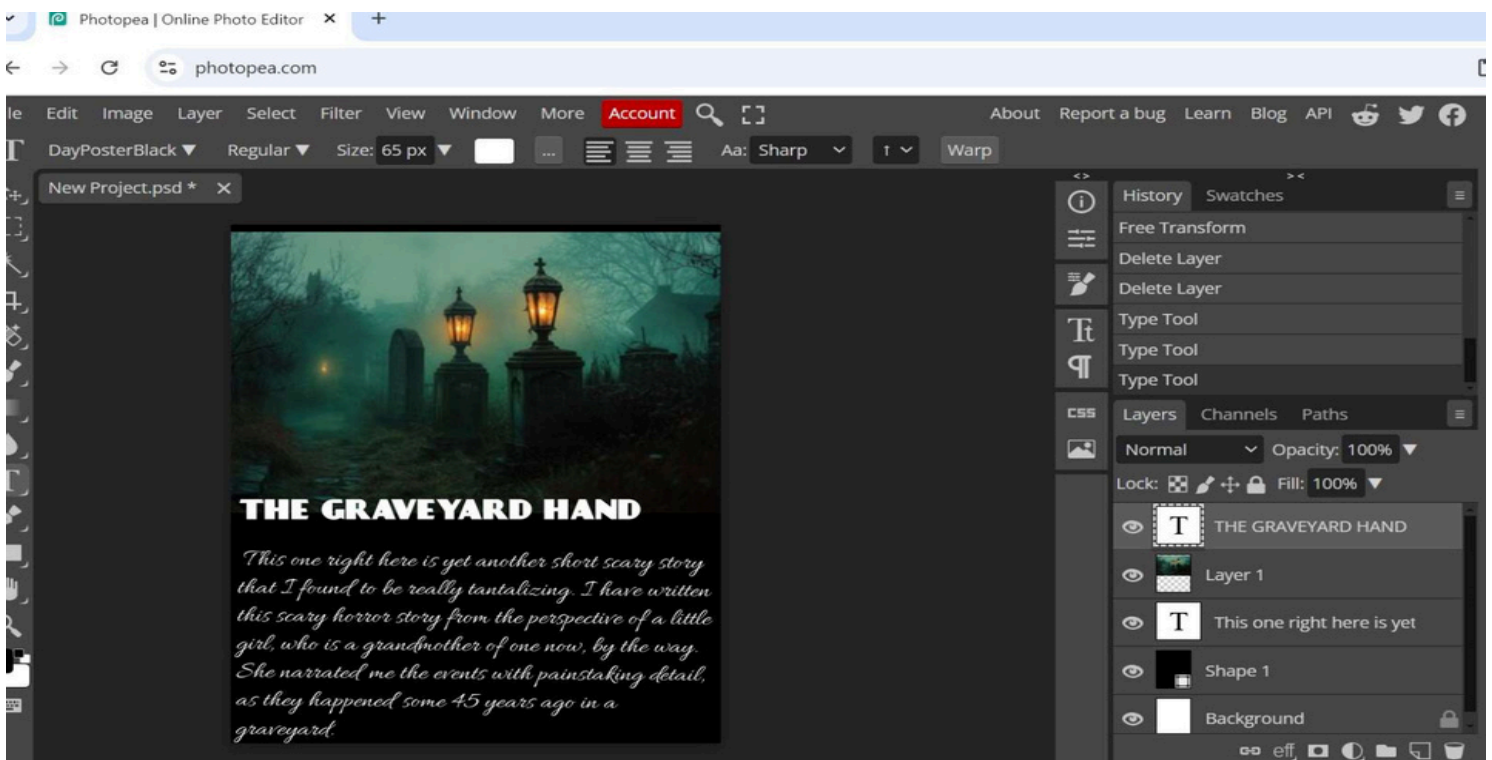 Photopea | Online Photo Editor
photopea.com
Edit Image Layer Select Filter View Window More Account About Report a bug Learn Blog API
DayPosterBlack Regular Size: 65 px ... Aa: Sharp Warp
New Project.psd *
History Swatches
Free Transform
Delete Layer
Delete Layer
Type Tool
Type Tool
Type Tool
CSS
Layers Channels Paths
Normal Opacity: 100%
Lock: Fill: 100%
THE GRAVEYARD HAND
Layer 1
This one right here is yet
Shape 1
Background
eff
THE GRAVEYARD HAND
This one right here is yet another short scary story
that I found to be really tantalizing. I have written
this scary horror story from the perspective of a little
girl, who is a grandmother of one now, by the way.
She narrated me the events with painstaking detail,
as they happened some 45 years ago in a
graveyard.